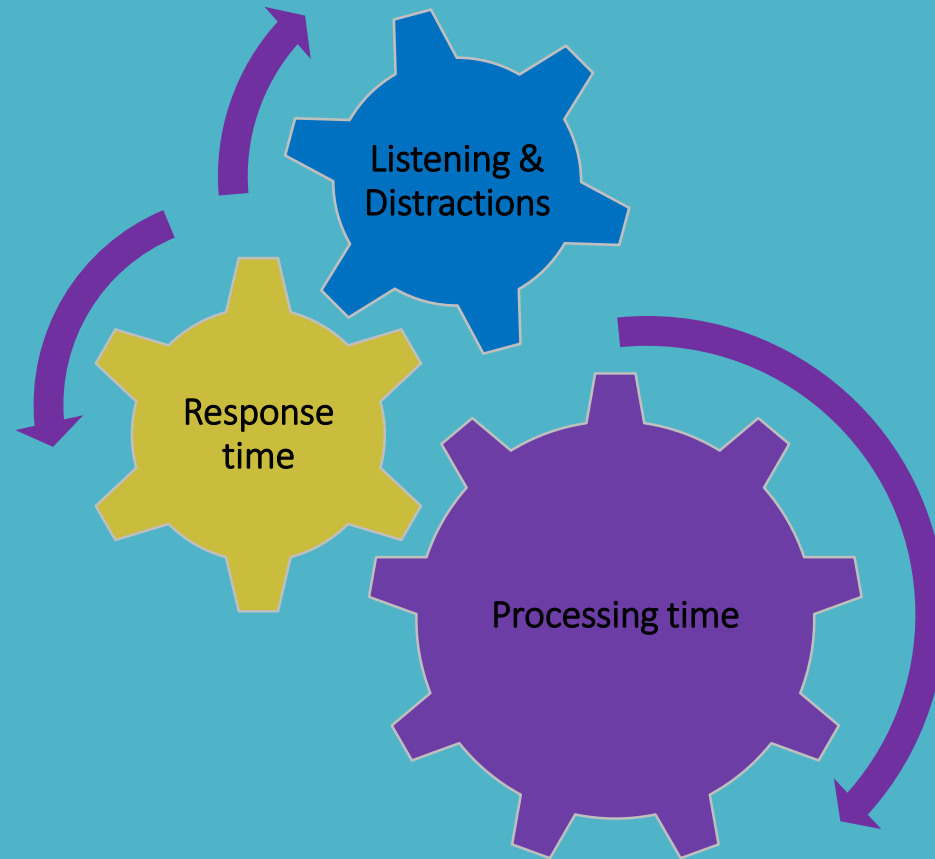 Listening &
Distractions
Response
time
Processing time